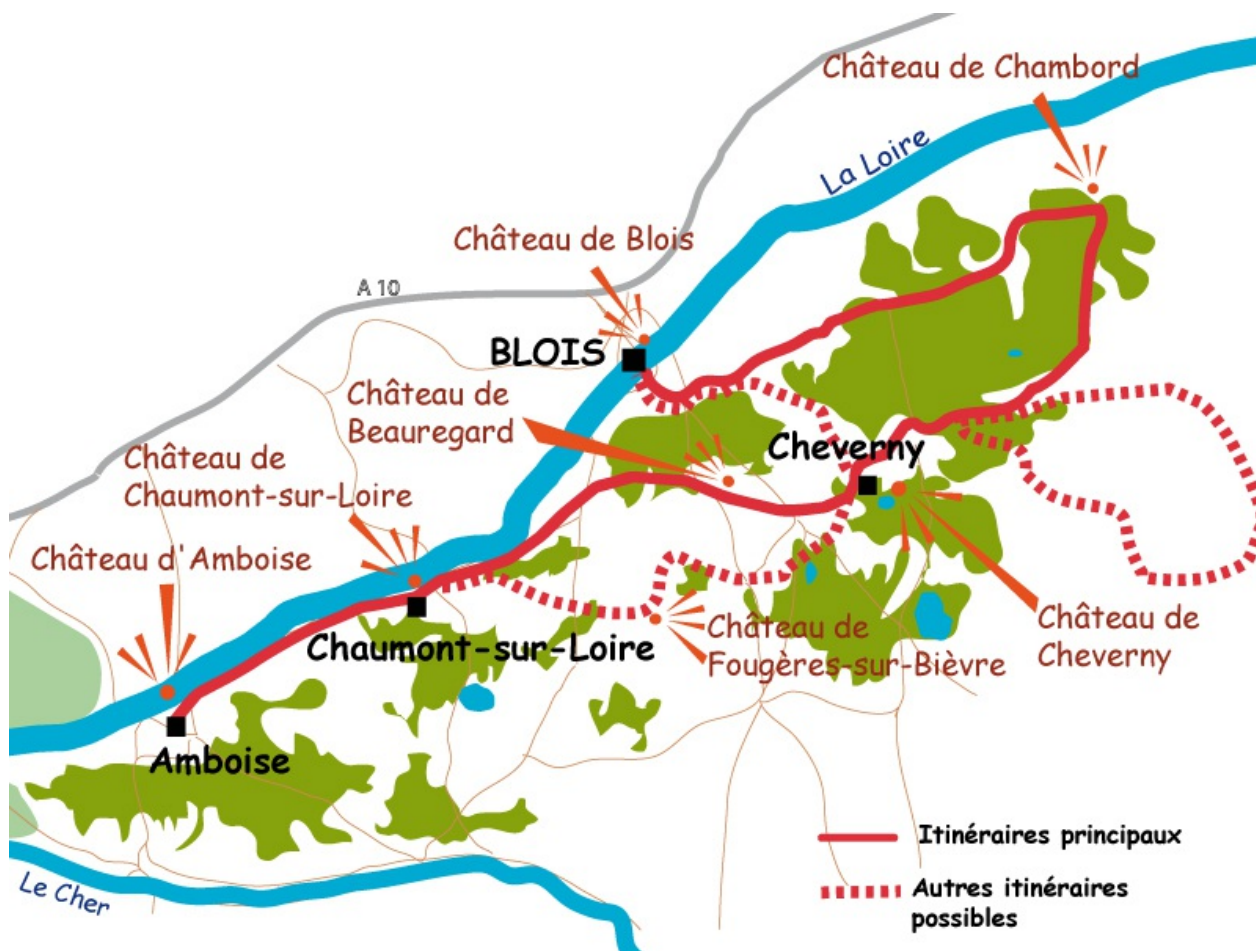 Château de Chambord
La Loire
Château de Blois
A 10
BLOIS
Château de
Beauregard
Cheverny
Château de
Chaumont-sur-Loire
Château d'Amboise
Château de
Cheverny
Château de
Fougères-sur-Bièvre
Chaumont-sur-Loire
Amboise
Itinéraires principaux
Autres itinéraires
possibles
Le Cher